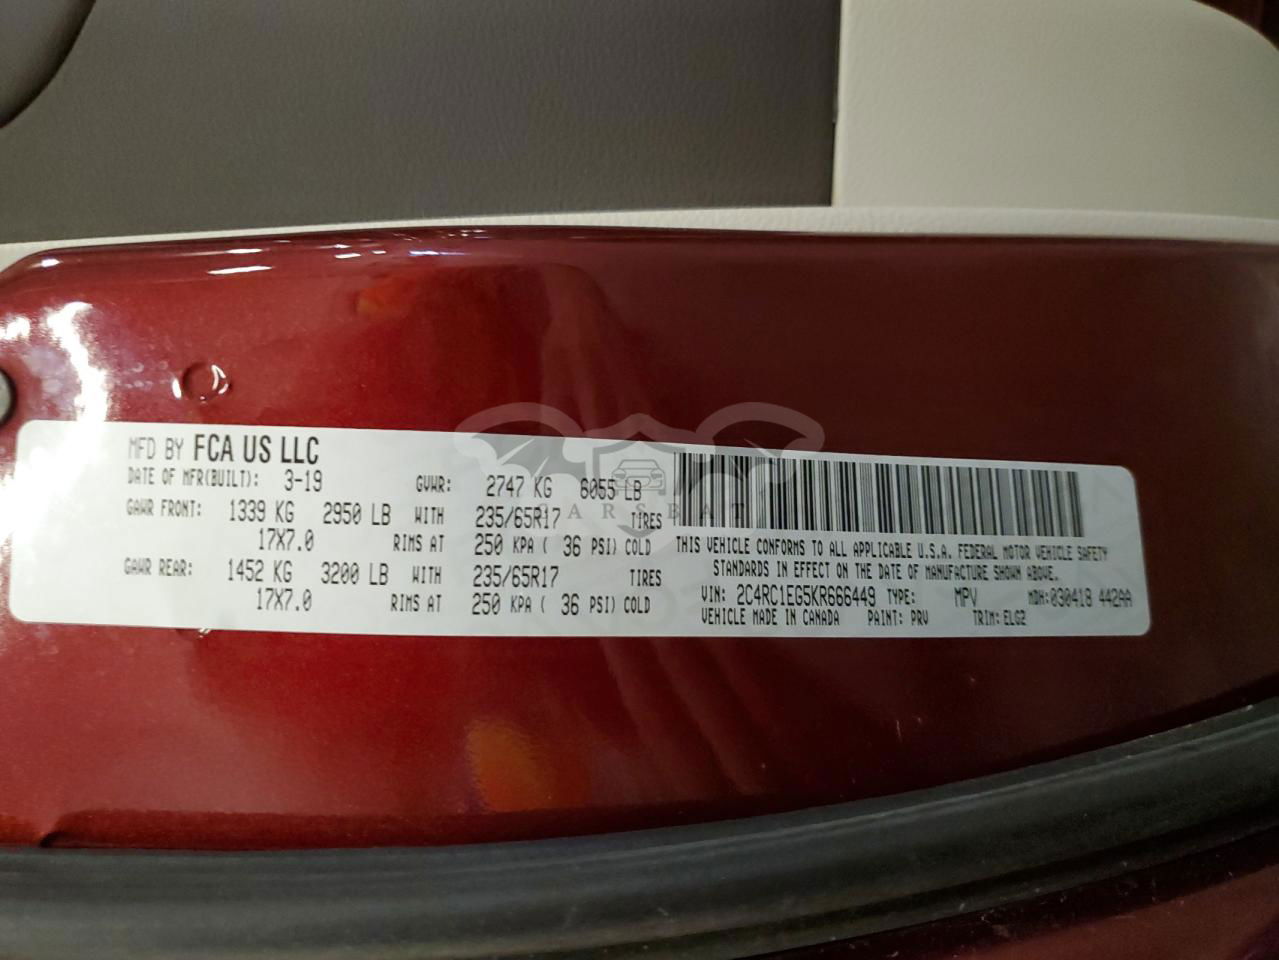 MFD BY FCA US LLC
DATE OF MFR(BUILT): 3-19 GVWR: 2747 KG 6055 LB
GAWR FRONT: 1339 KG 2950 LB WITH 235/65R17 TIRES
17X7.0 RIMS AT 250 KPA ( 36 PSI) COLD
GAWR REAR: 1452 KG 3200 LB WITH 235/65R17 TIRES
17X7.0 RIMS AT 250 KPA ( 36 PSI) COLD
THIS VEHICLE CONFORMS TO ALL APPLICABLE U.S.A. FEDERAL MOTOR VEHICLE SAFETY
STANDARDS IN EFFECT ON THE DATE OF MANUFACTURE SHOWN ABOVE.
VIN: 2C4RC1EG5KR666449 TYPE: MPV MDH:030418 442AA
VEHICLE MADE IN CANADA PAINT: PRV TRIM: ELG2
CARSBAT